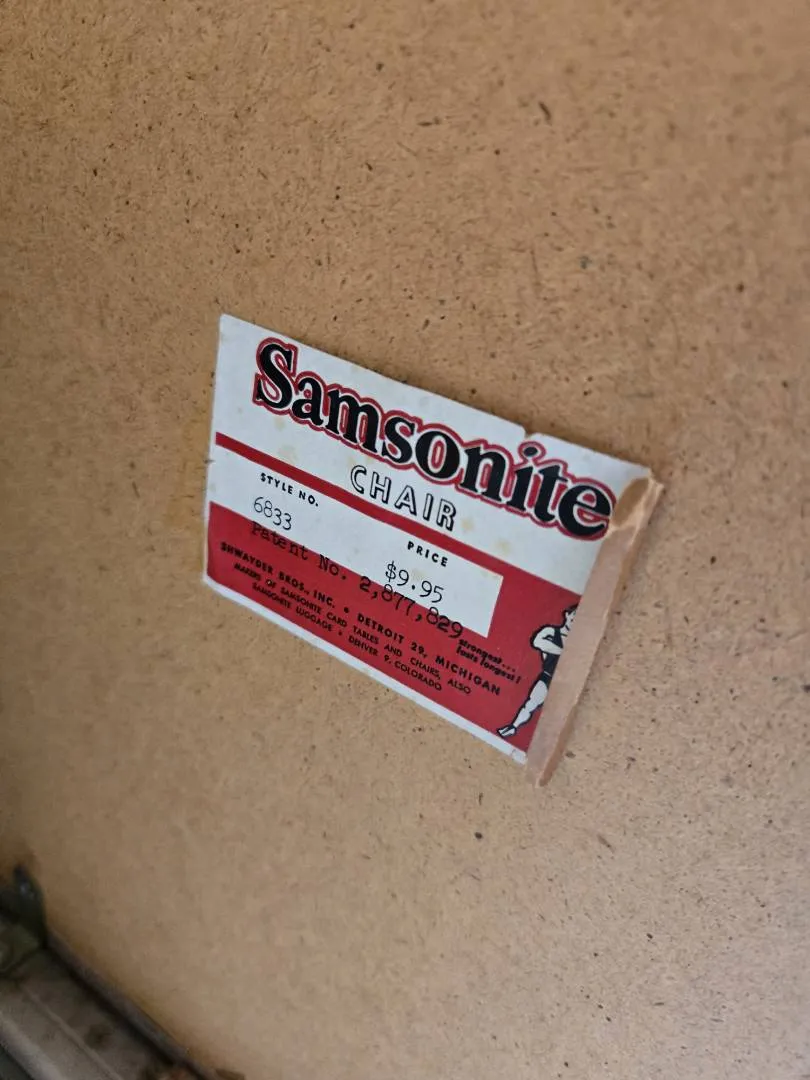 Samsonite
CHAIR
STYLE NO.
6833
PRICE
$9.95
Patent No. 2,877,829
SHWAYDER BROS., INC. • DETROIT 29, MICHIGAN
MAKERS OF SAMSONITE CARD TABLES AND CHAIRS, ALSO
SAMSONITE LUGGAGE • DENVER 9, COLORADO
strongest...
lasts longest!